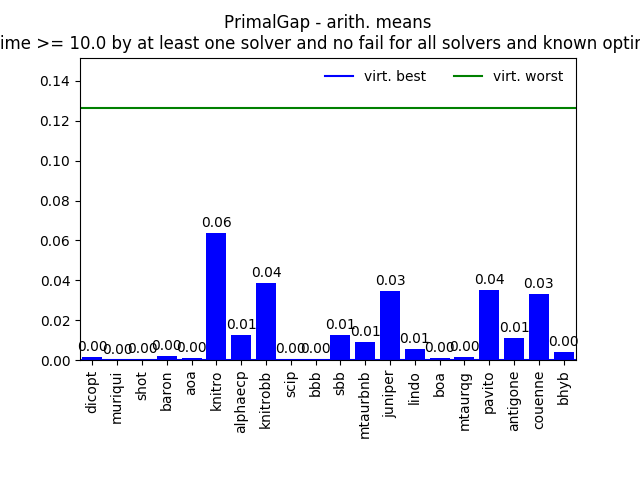 PrimalGap - arith. means
ime >= 10.0 by at least one solver and no fail for all solvers and known optim
virt. best virt. worst
0.14
0.12
0.10
0.08
0.06
0.04
0.02
0.00
0.00 0.00 0.00 0.00 0.00 0.06 0.01 0.04 0.00 0.00 0.01 0.01 0.03 0.01 0.00 0.00 0.04 0.01 0.03 0.00
dicopt muriqui shot baron aoa knitro alphaecp knitrobb scip bbb sbb mtaurbnb juniper lindo boa mtaurqg pavito antigone couenne bhyb